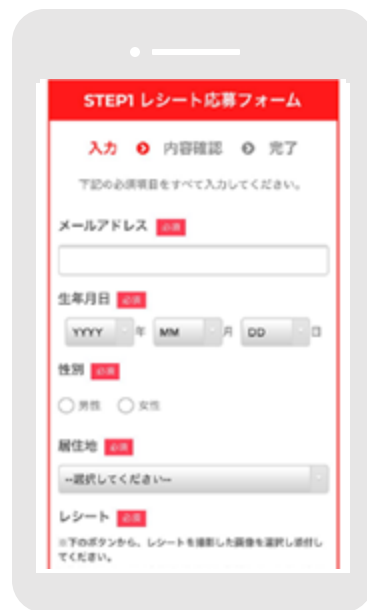 STEP1 レシート応募フォーム
入力 内容確認 完了
下記の必須項目をすべて入力してください。
メールアドレス 必須
生年月日 必須
YYYY 年 MM 月 DD 日
性別 必須
男性 女性
居住地 必須
--選択してください--
レシート 必須
※下のボタンから、レシートを撮影した画像を選択し添付し
てください。